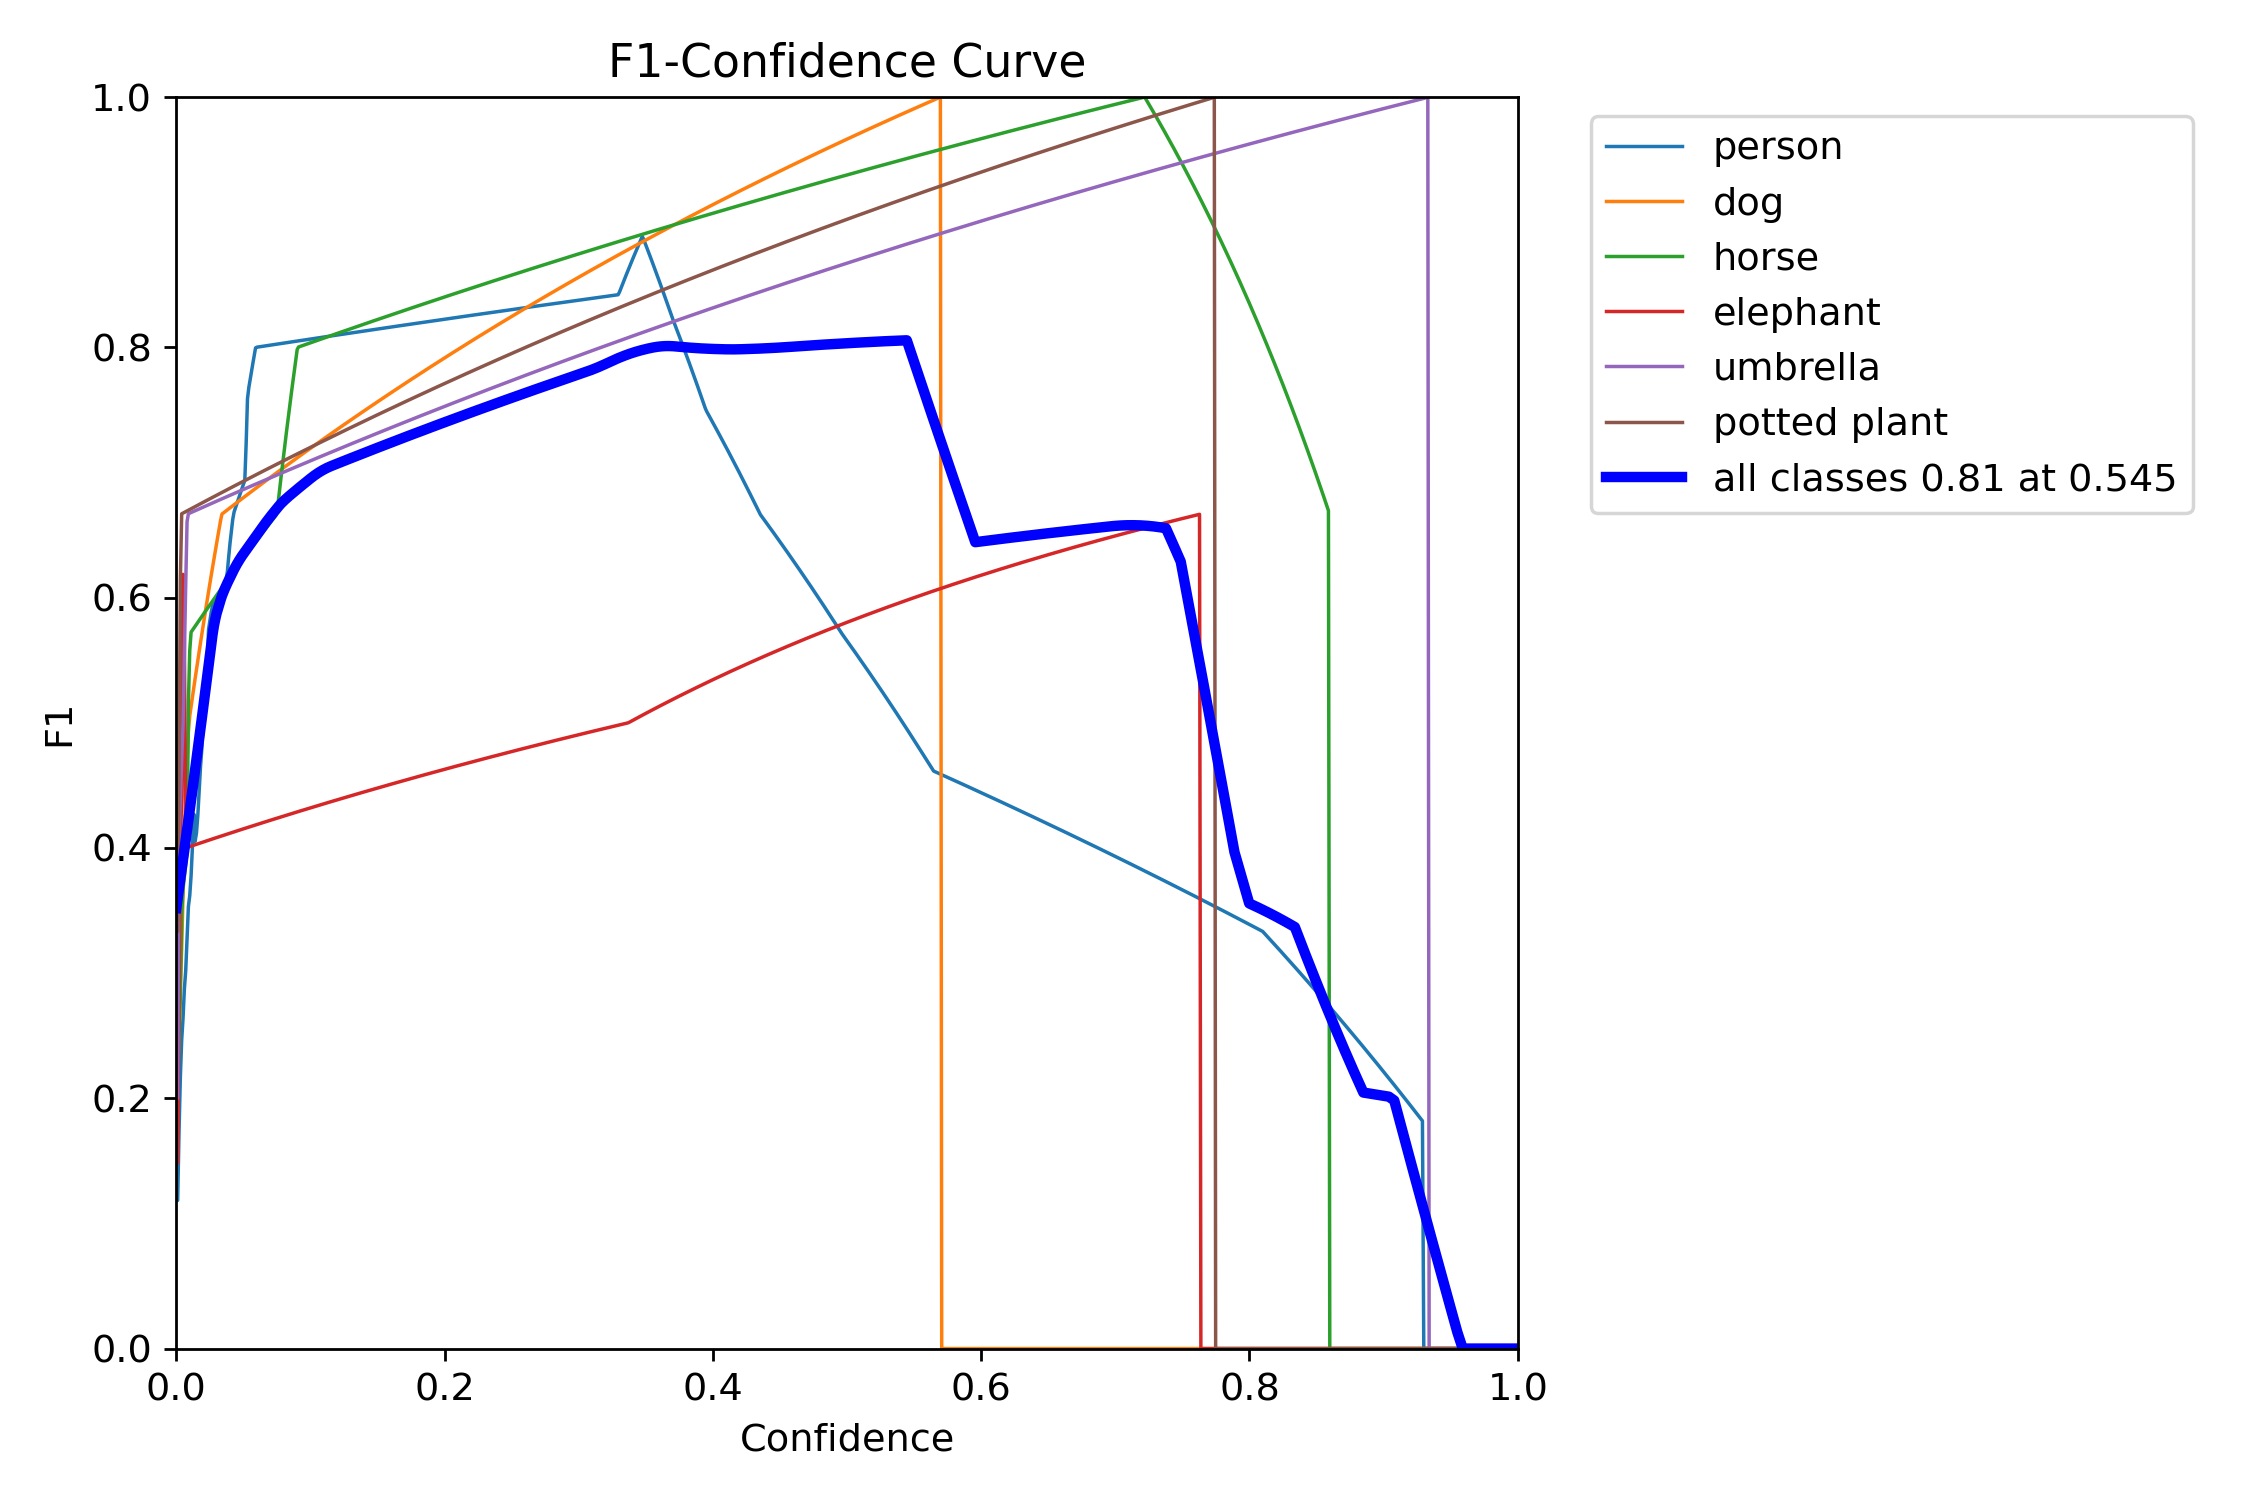 F1-Confidence Curve
1.0
0.8
0.6
0.4
0.2
0.0
F1
0.0 0.2 0.4 0.6 0.8 1.0
Confidence
person
dog
horse
elephant
umbrella
potted plant
all classes 0.81 at 0.545